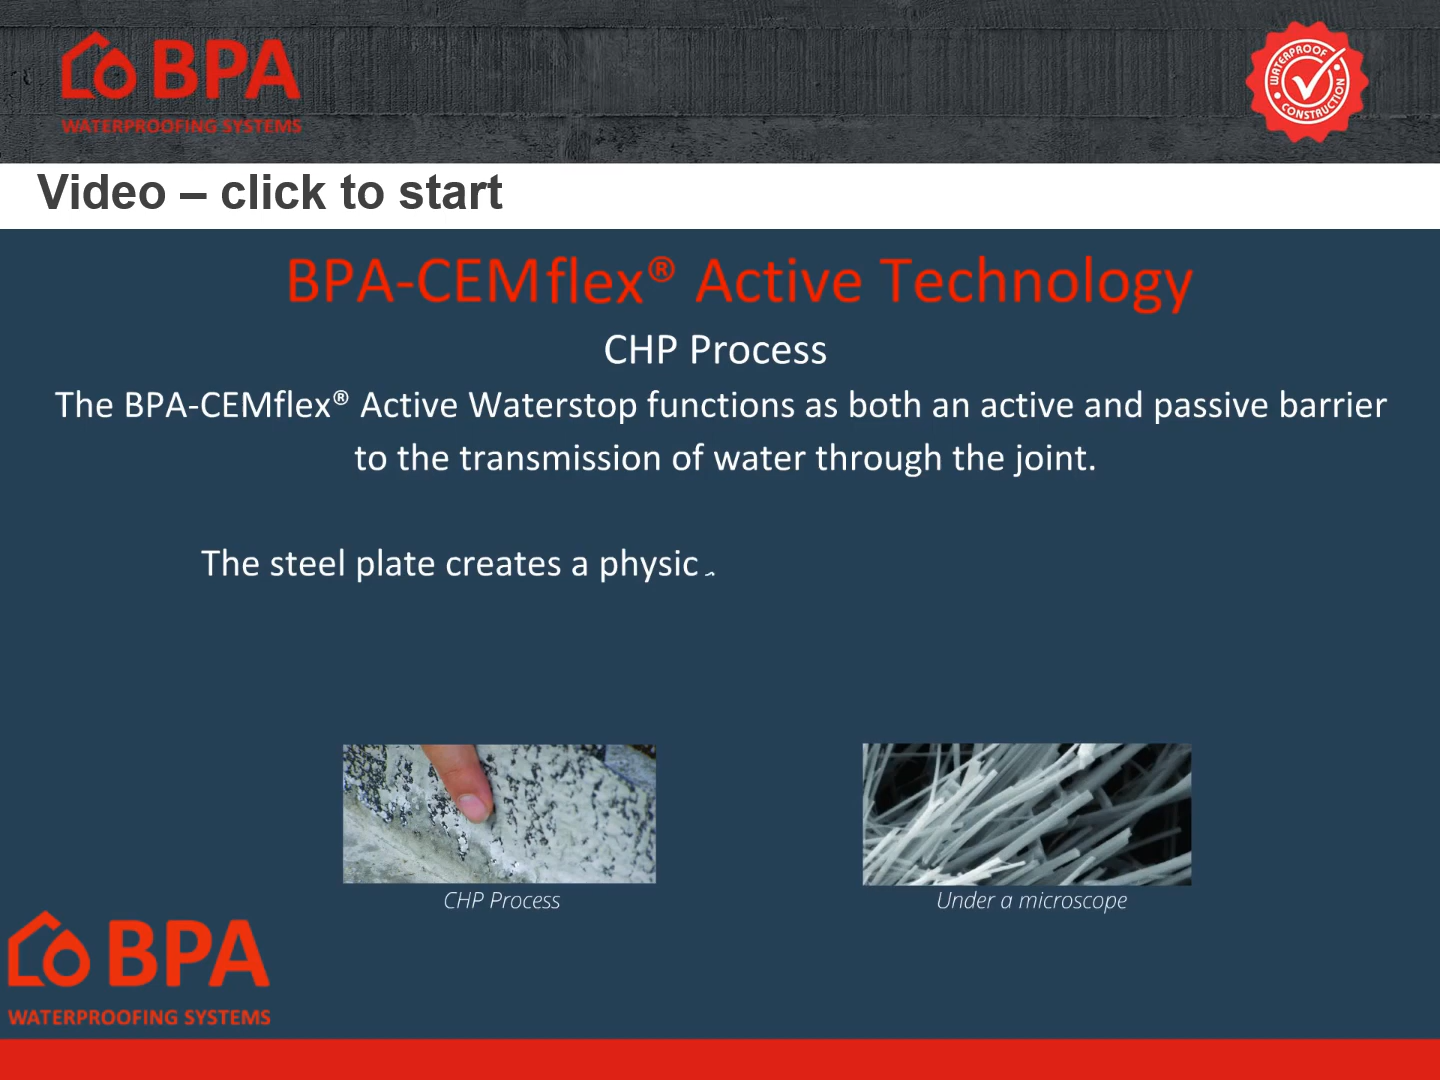 BPA
WATERPROOFING SYSTEMS
WATERPROOF
CONSTRUCTION
Video – click to start
BPA-CEMflex® Active Technology
CHP Process
The BPA-CEMflex® Active Waterstop functions as both an active and passive barrier
to the transmission of water through the joint.
The steel plate creates a physic
CHP Process
Under a microscope
BPA
WATERPROOFING SYSTEMS